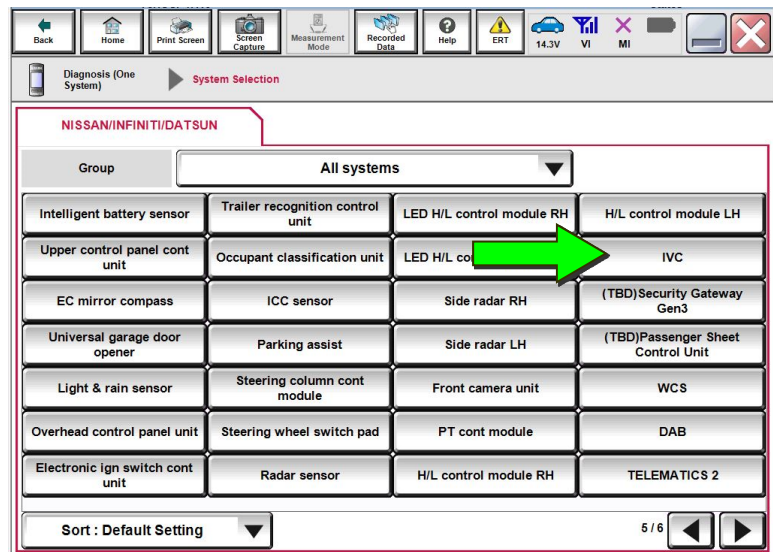 Back
Home
Print Screen
Screen
Capture
Measurement
Mode
Recorded
Data
Help
ERT
14.3V
VI
MI
Diagnosis (One
System)
System Selection
NISSAN/INFINITI/DATSUN
Group
All systems
Intelligent battery sensor
Trailer recognition control
unit
LED H/L control module RH
H/L control module LH
Upper control panel cont
unit
Occupant classification unit
LED H/L
IVC
EC mirror compass
ICC sensor
Side radar RH
(TBD)Security Gateway
Gen3
Universal garage door
opener
Parking assist
Side radar LH
(TBD)Passenger Sheet
Control Unit
Light & rain sensor
Steering column cont
module
Front camera unit
WCS
Overhead control panel unit
Steering wheel switch pad
PT cont module
DAB
Electronic ign switch cont
unit
Radar sensor
H/L control module RH
TELEMATICS 2
Sort : Default Setting
5 / 6